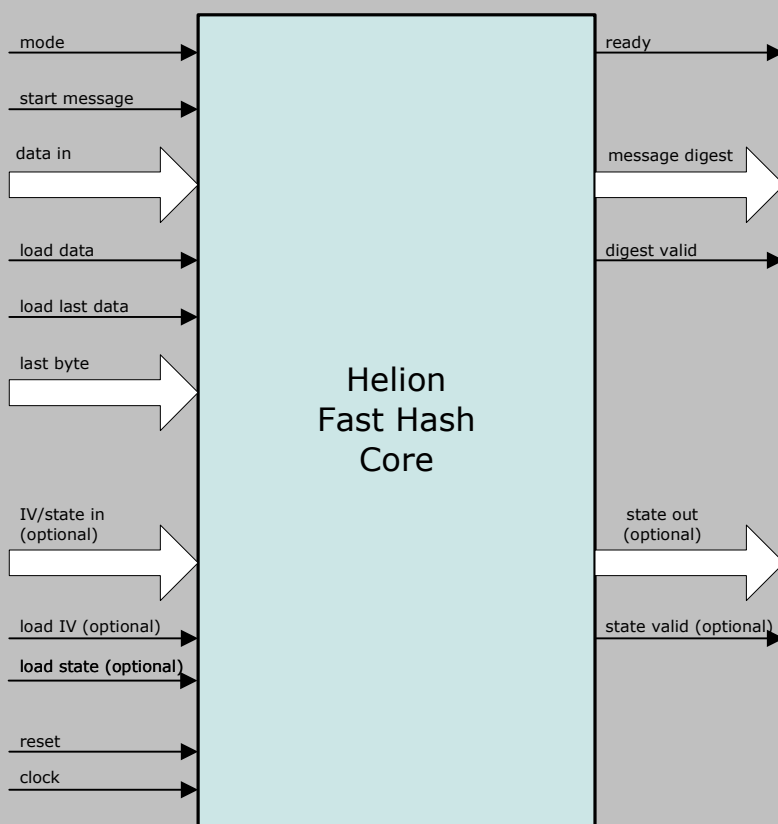 mode
start message
data in
load data
load last data
last byte
IV/state in
(optional)
load IV (optional)
load state (optional)
reset
clock
Helion
Fast Hash
Core
ready
message digest
digest valid
state out
(optional)
state valid (optional)